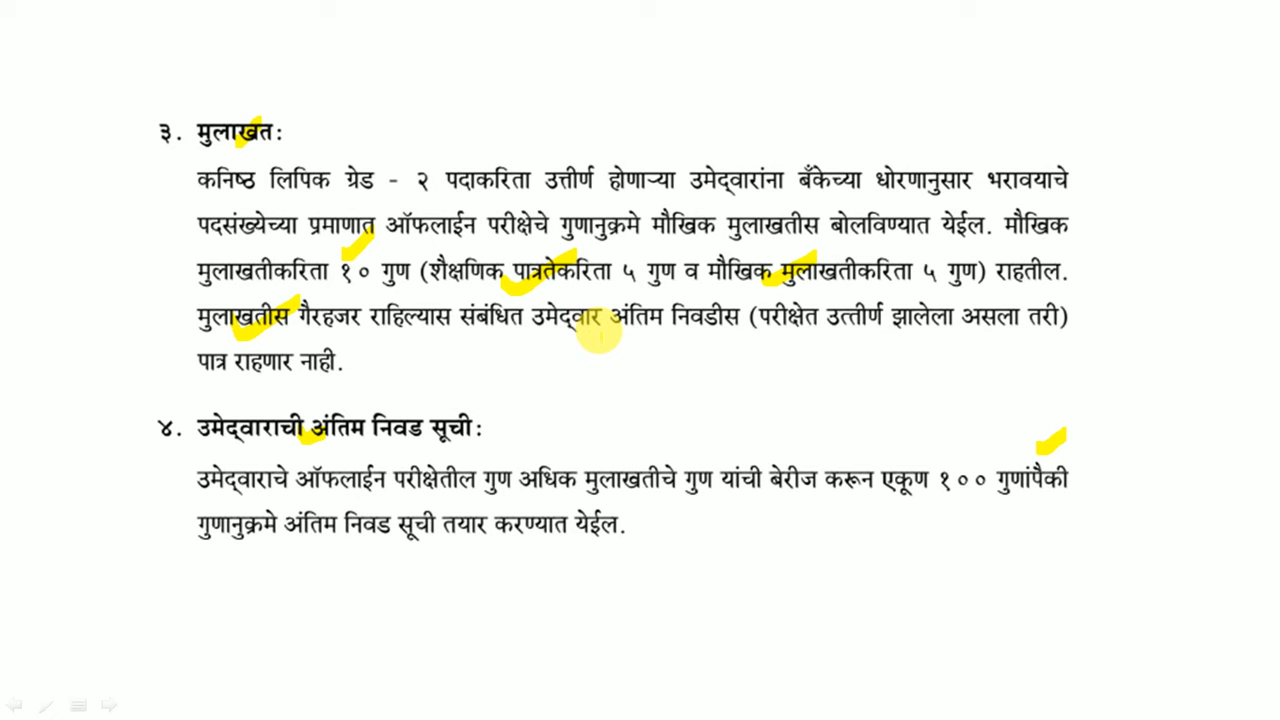 ३. मुलाखत:
कनिष्ठ लिपिक ग्रेड - २ पदाकरिता उत्तीर्ण होणाऱ्या उमेद्‌वारांना बँकेच्या धोरणानुसार भरावयाचे
पदसंख्येच्या प्रमाणात ऑफलाईन परीक्षेचे गुणानुक्रमे मौखिक मुलाखतीस बोलविण्यात येईल. मौखिक
मुलाखतीकरिता १० गुण (शैक्षणिक पात्रतेकरिता ५ गुण व मौखिक मुलाखतीकरिता ५ गुण) राहतील.
मुलाखतीस गैरहजर राहिल्यास संबंधित उमेद्‌वार अंतिम निवडीस (परीक्षेत उत्तीर्ण झालेला असला तरी)
पात्र राहणार नाही.
४. उमेद्‌वाराची अंतिम निवड सूची:
उमेद्‌वाराचे ऑफलाईन परीक्षेतील गुण अधिक मुलाखतीचे गुण यांची बेरीज करून एकूण १०० गुणांपैकी
गुणानुक्रमे अंतिम निवड सूची तयार करण्यात येईल.